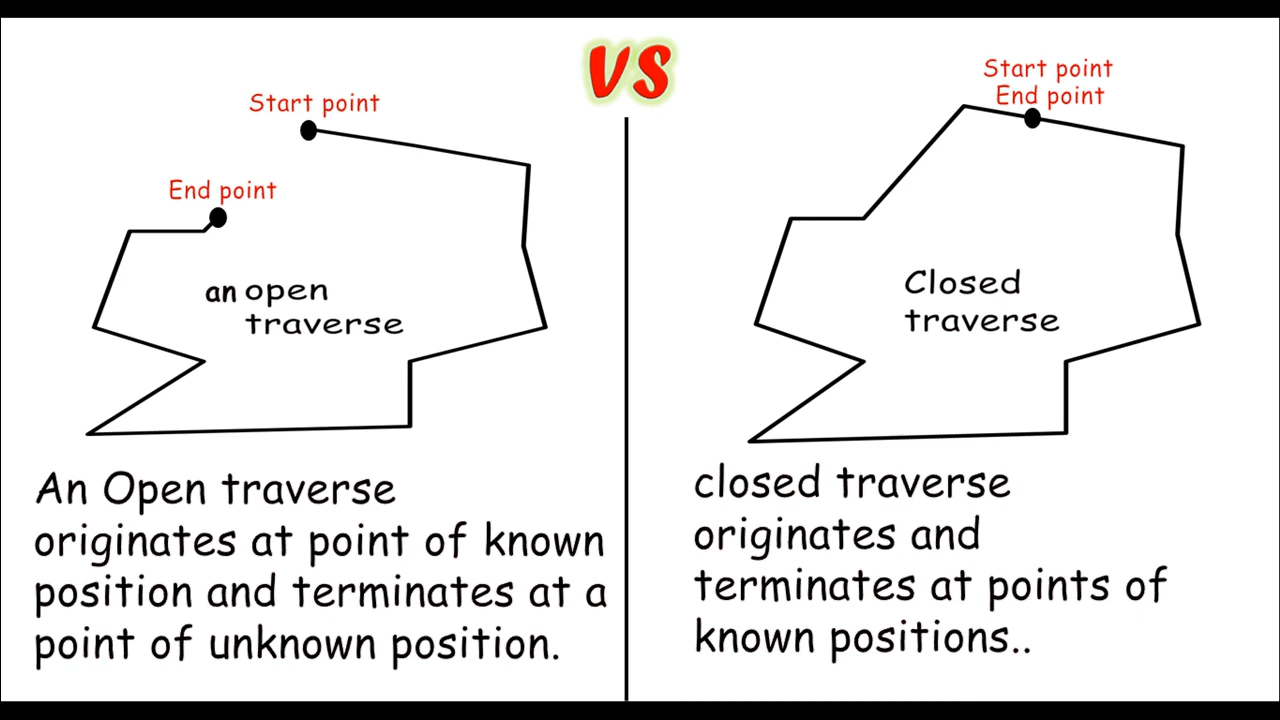 VS
Start point
End point
an open
traverse
An Open traverse
originates at point of known
position and terminates at a
point of unknown position.
Start point
End point
Closed
traverse
closed traverse
originates and
terminates at points of
known positions..